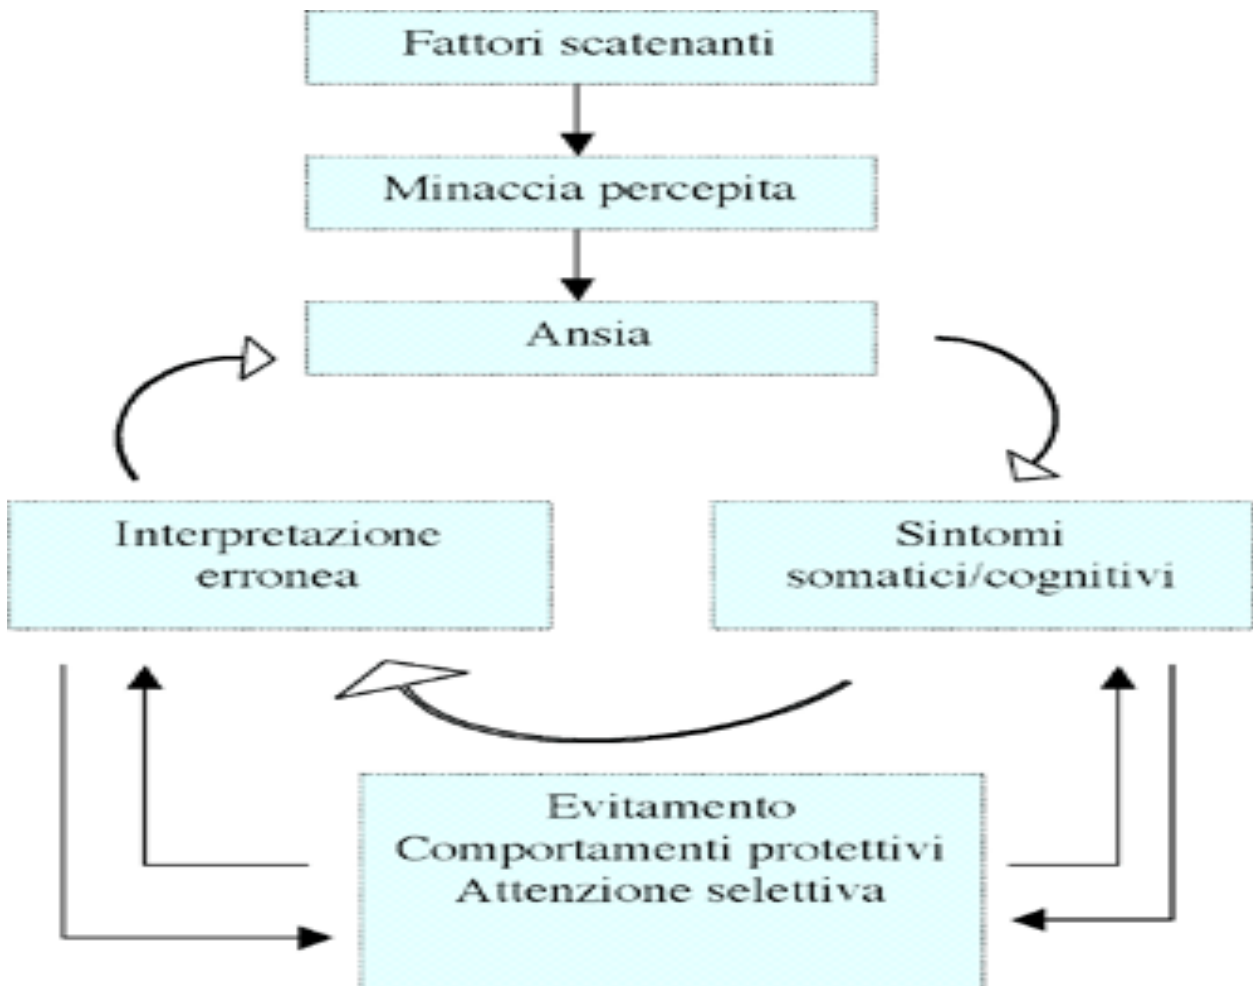 Fattori scatenanti
Minaccia percepita
Ansia
Interpretazione
erronea
Sintomi
somatici/cognitivi
Evitamento
Comportamenti protettivi
Attenzione selettiva